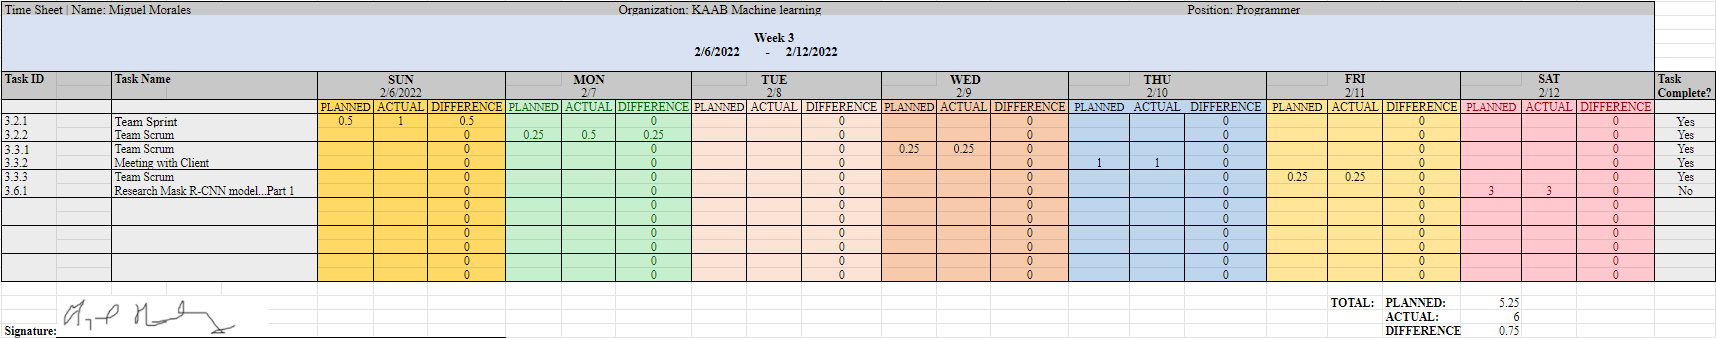 Time Sheet | Name: Miguel Morales Organization: KAAB Machine learning Position: Programmer
Week 3
2/6/2022 - 2/12/2022
Task ID Task Name SUN MON TUE WED THU FRI SAT Task
2/6/2022 2/7 2/8 2/9 2/10 2/11 2/12 Complete?
PLANNED ACTUAL DIFFERENCE PLANNED ACTUAL DIFFERENCE PLANNED ACTUAL DIFFERENCE PLANNED ACTUAL DIFFERENCE PLANNED ACTUAL DIFFERENCE PLANNED ACTUAL DIFFERENCE PLANNED ACTUAL DIFFERENCE
3.2.1 Team Sprint 0.5 1 0.5 0 0 0 0 0 0 Yes
3.2.2 Team Scrum 0 0.25 0.5 0.25 0 0 0 0 0 Yes
3.3.1 Team Scrum 0 0 0 0.25 0.25 0 0 0 0 Yes
3.3.2 Meeting with Client 0 0 0 0 1 1 0 0 0 Yes
3.3.3 Team Scrum 0 0 0 0 0 0.25 0.25 0 0 Yes
3.6.1 Research Mask R-CNN model...Part 1 0 0 0 0 0 0 3 3 0 No
0 0 0 0 0 0 0
0 0 0 0 0 0 0
0 0 0 0 0 0 0
0 0 0 0 0 0 0
0 0 0 0 0 0 0
0 0 0 0 0 0 0
TOTAL: PLANNED: 5.25
ACTUAL: 6
Signature: DIFFERENCE 0.75